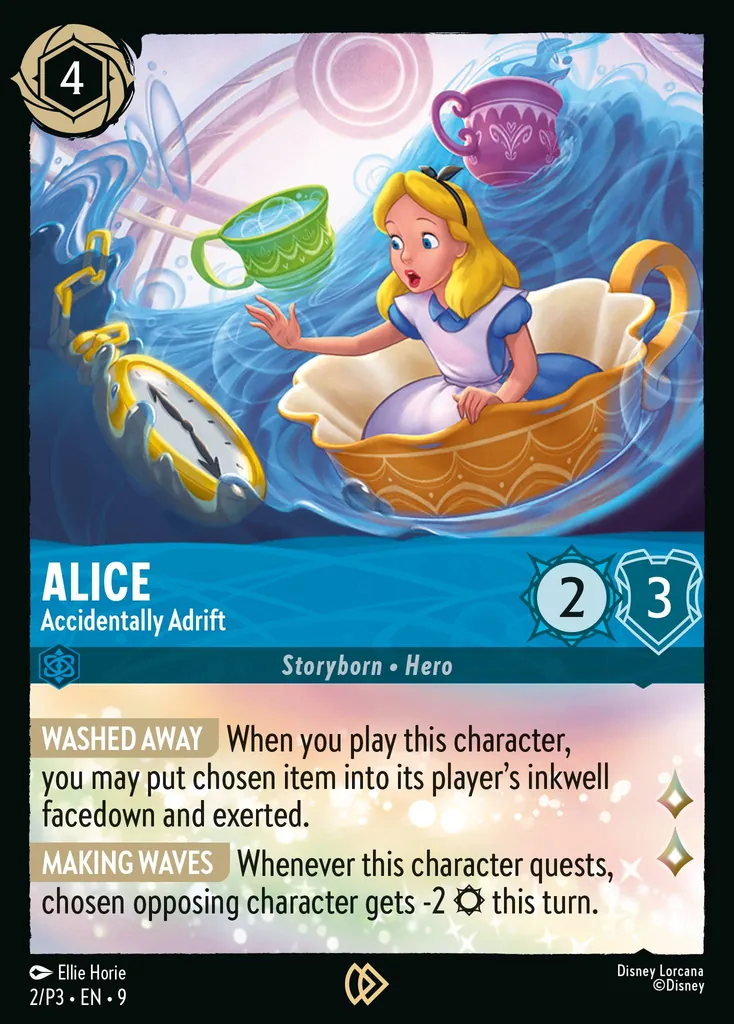 4
ALICE
Accidentally Adrift
2
3
Storyborn • Hero
WASHED AWAY When you play this character,
you may put chosen item into its player's inkwell
facedown and exerted.
MAKING WAVES Whenever this character quests,
chosen opposing character gets -2 this turn.
Ellie Horie
2/P3 • EN • 9
Disney Lorcana
©Disney